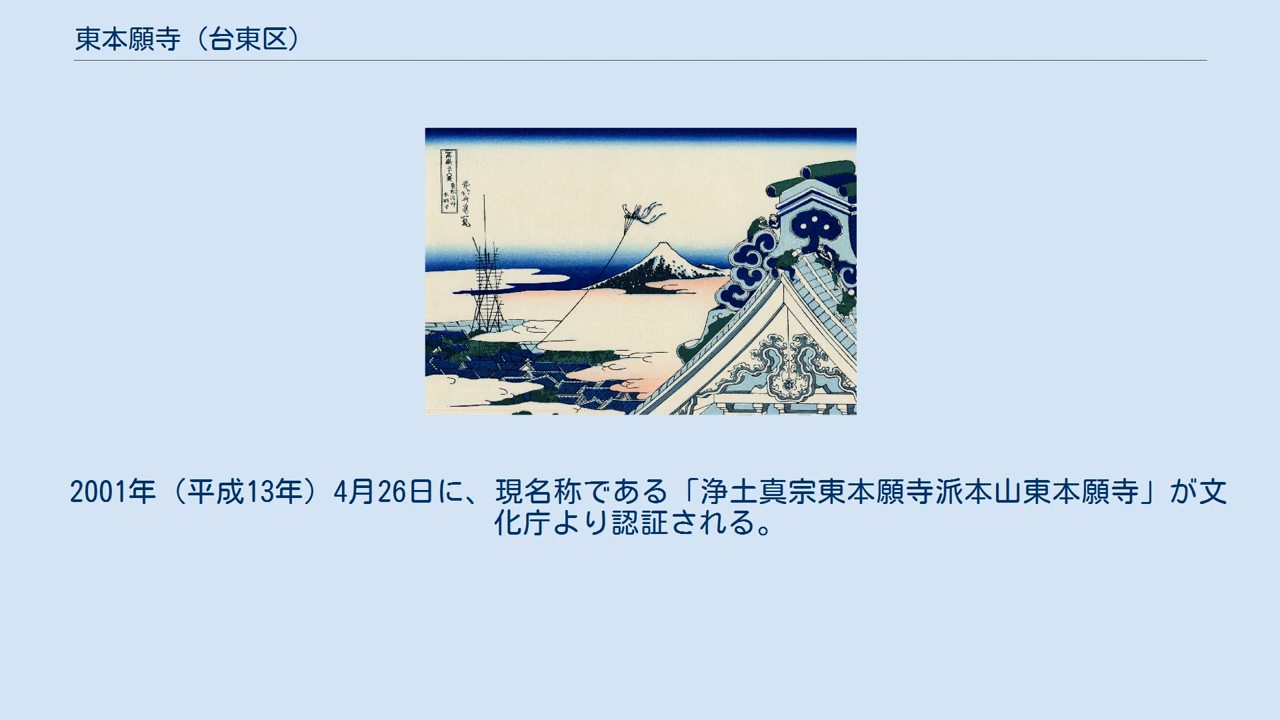 東本願寺（台東区）
2001年（平成13年）4月26日に、現名称である「浄土真宗東本願寺派本山東本願寺」が文
化庁より認証される。